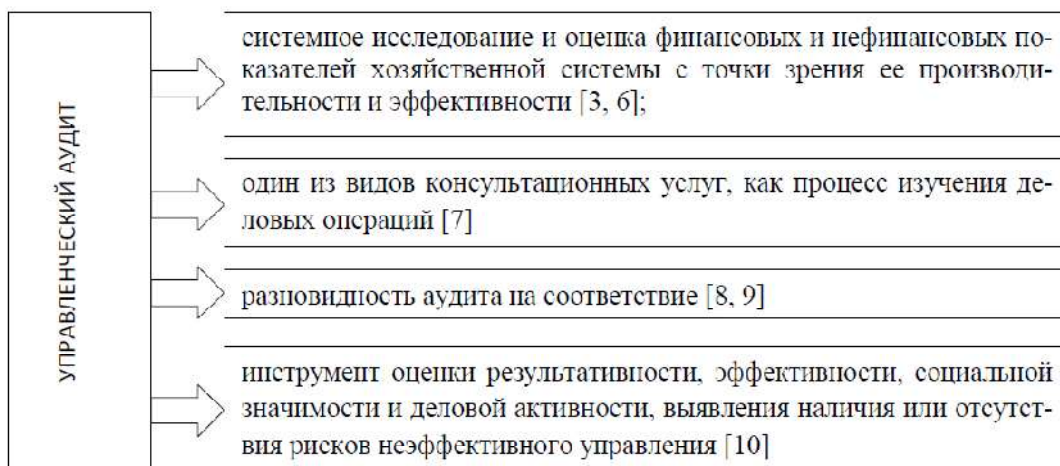 УПРАВЛЕНЧЕСКИЙ АУДИТ
системное исследование и оценка финансовых и нефинансовых по-
казателей хозяйственной системы с точки зрения ее производи-
тельности и эффективности [3, 6];
один из видов консультационных услуг, как процесс изучения де-
ловых операций [7]
разновидность аудита на соответствие [8, 9]
инструмент оценки результативности, эффективности, социальной
значимости и деловой активности, выявления наличия или отсутст-
вия рисков неэффективного управления [10]